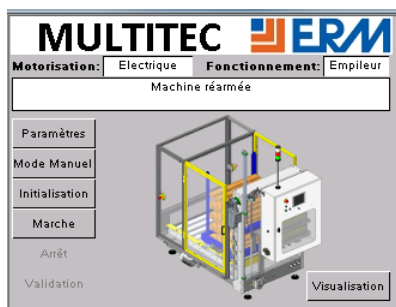 MULTITEC ERM
Motorisation: Electrique Fonctionnement: Empileur
Machine réarmée
Paramètres
Mode Manuel
Initialisation
Marche
Arrêt
Validation
Visualisation